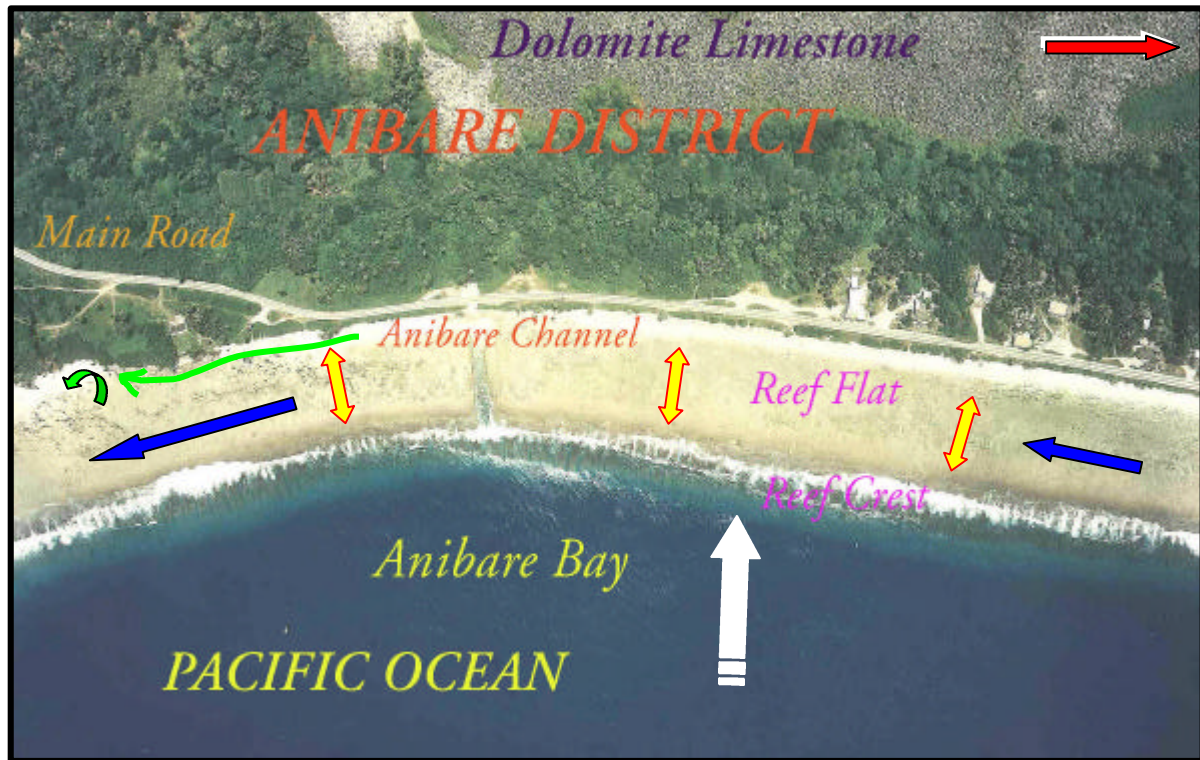 Dolomite Limestone
ANIBARE DISTRICT
Main Road
Anibare Channel
Reef Flat
Reef Crest
Anibare Bay
PACIFIC OCEAN